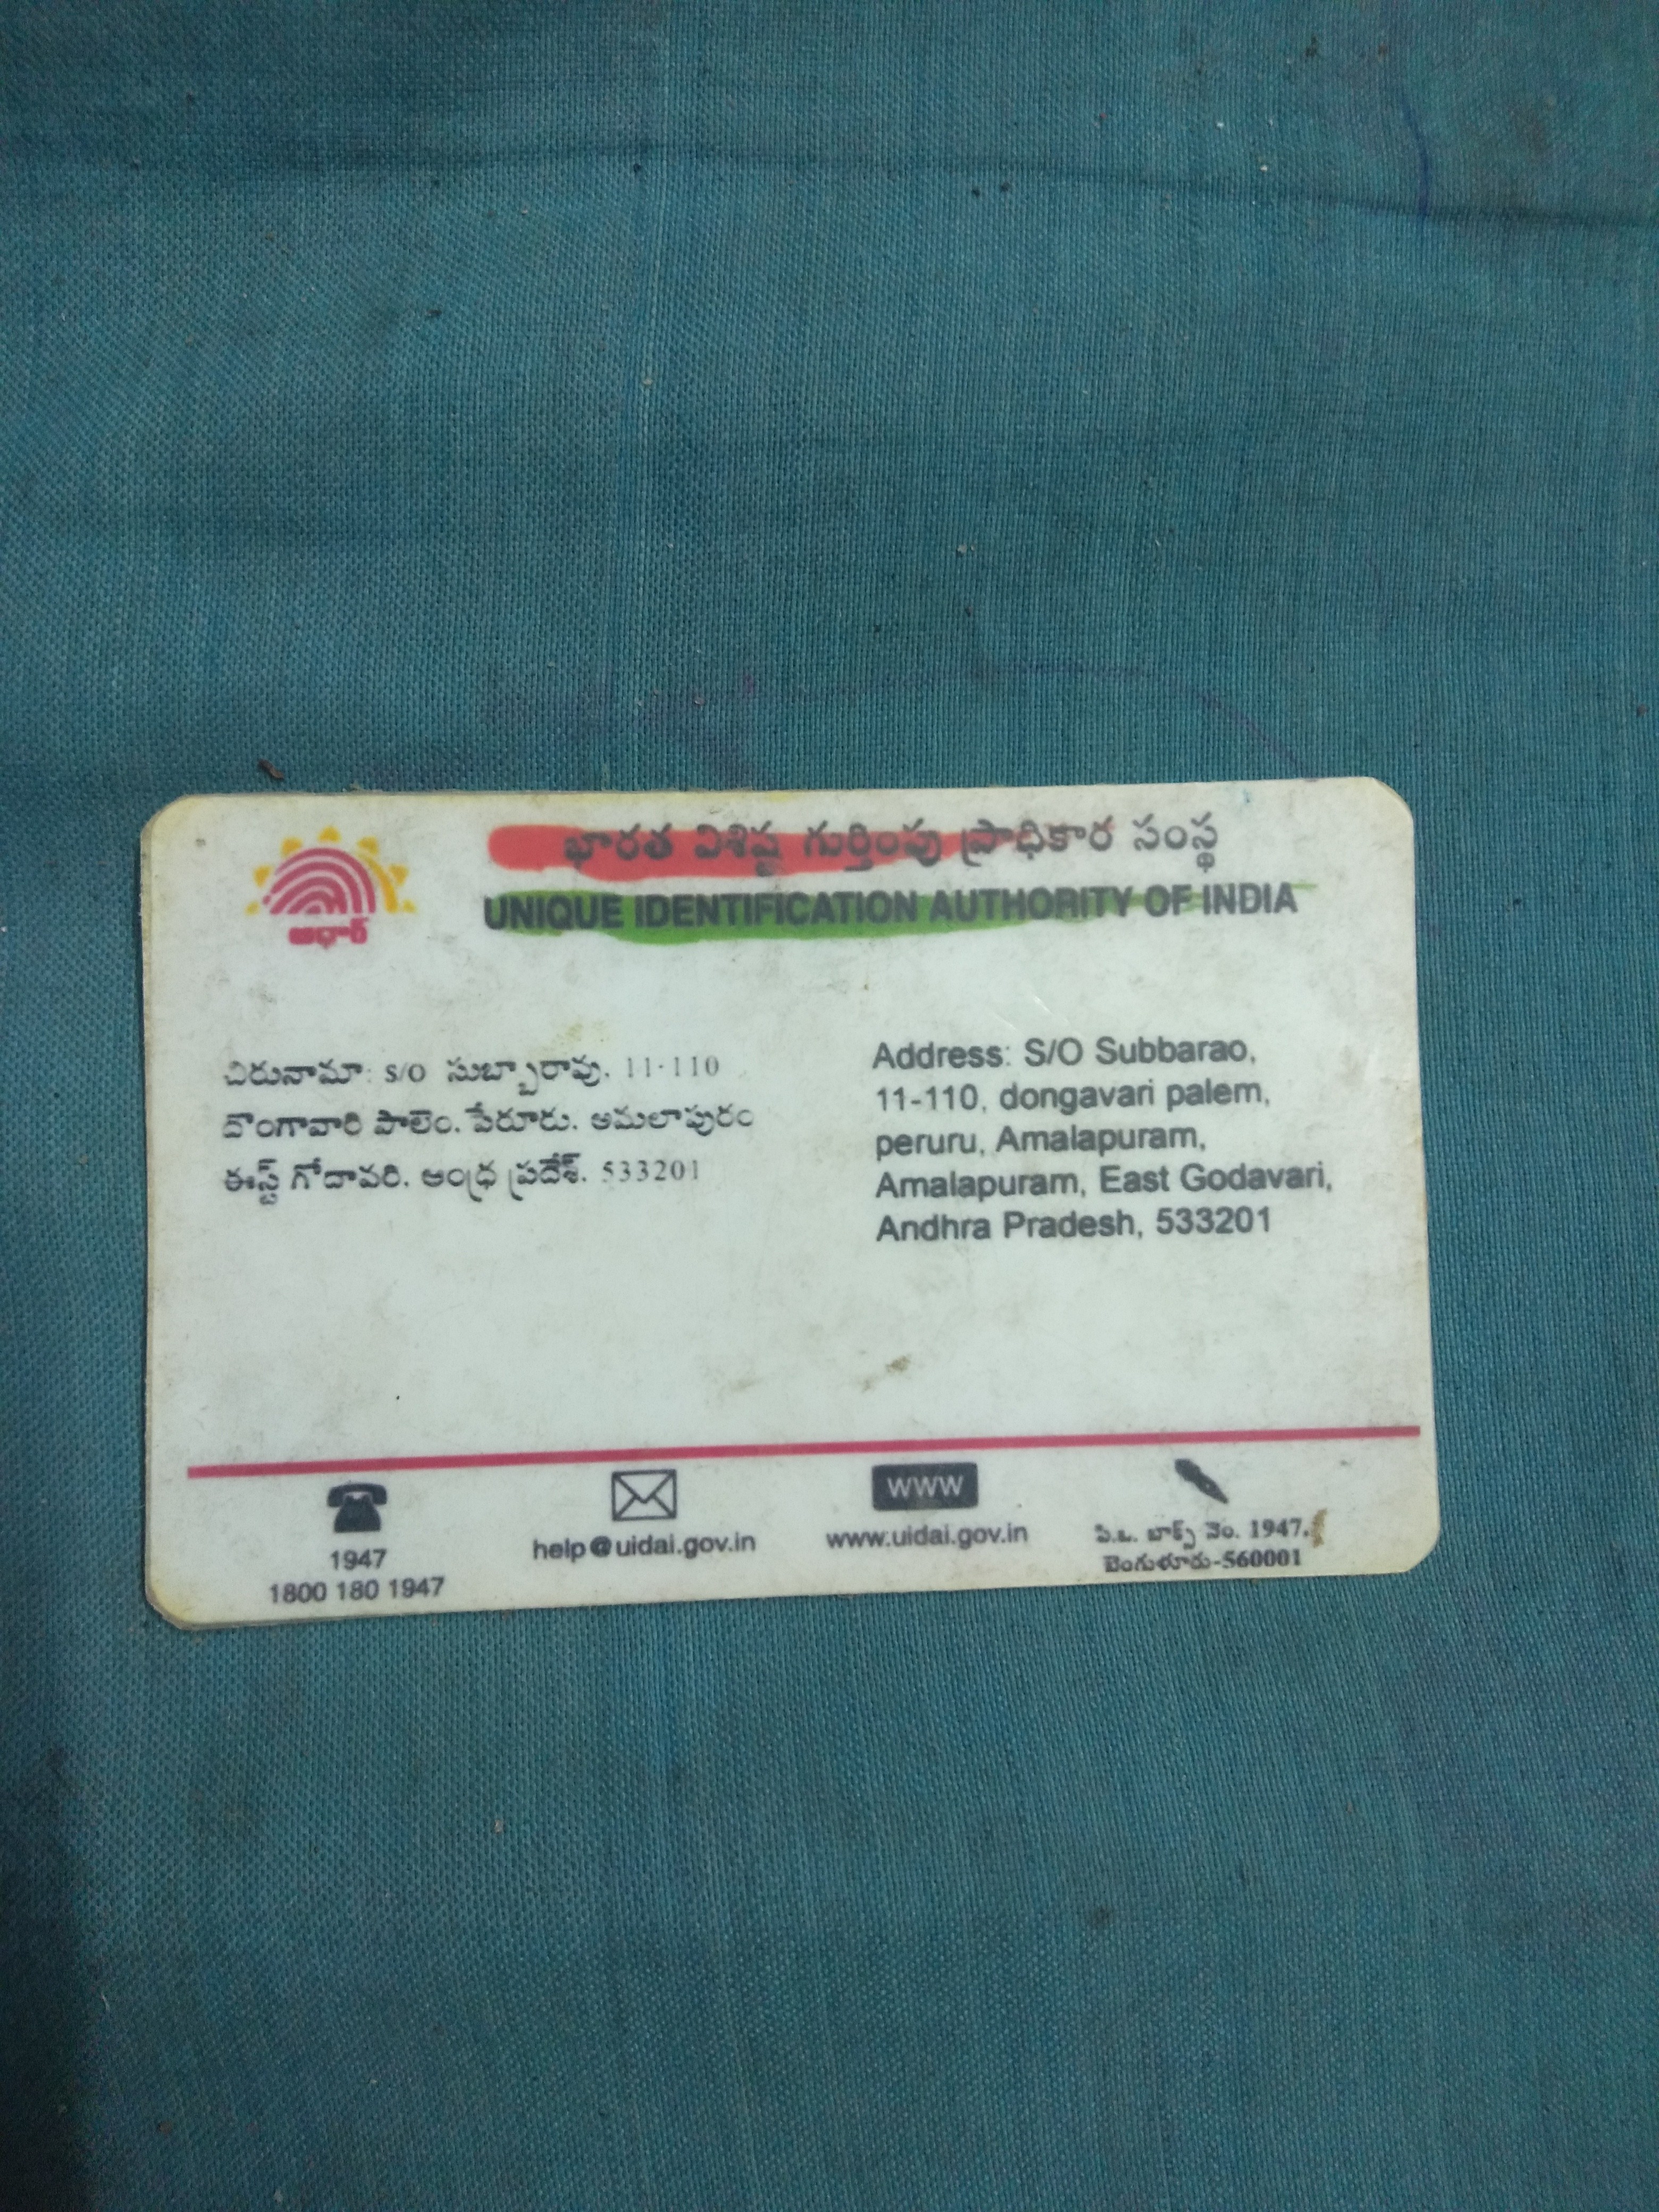 భారత విశిష్ట గుర్తింపు ప్రాధికార సంస్థ
UNIQUE IDENTIFICATION AUTHORITY OF INDIA
ఆధార్
చిరునామా: S/O సుబ్బారావు, 11-110
దొంగావారి పాలెం, పేరూరు, అమలాపురం
ఈస్ట్ గోదావరి, ఆంధ్ర ప్రదేశ్, 533201
Address: S/O Subbarao,
11-110, dongavari palem,
peruru, Amalapuram,
Amalapuram, East Godavari,
Andhra Pradesh, 533201
1947
1800 180 1947
help@uidai.gov.in
www
www.uidai.gov.in
పి.ఓ. బాక్స్ నెం. 1947,
బెంగుళూరు-560001